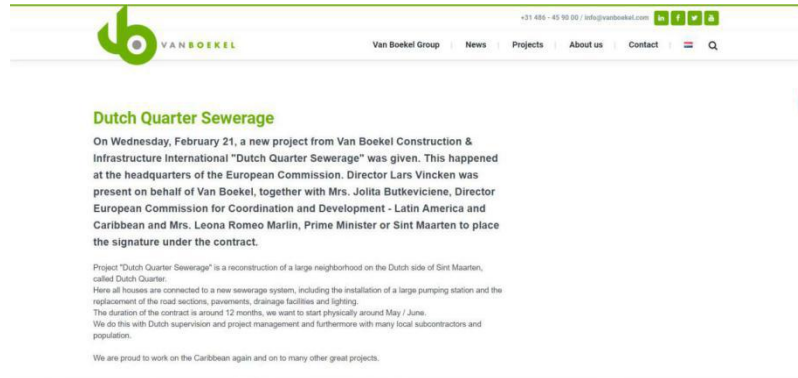 +31 486 - 45 90 00 / info@vanboekel.com
VANBOEKEL
Van Boekel Group News Projects About us Contact
Dutch Quarter Sewerage
On Wednesday, February 21, a new project from Van Boekel Construction &
Infrastructure International "Dutch Quarter Sewerage" was given. This happened
at the headquarters of the European Commission. Director Lars Vincken was
present on behalf of Van Boekel, together with Mrs. Jolita Butkeviciene, Director
European Commission for Coordination and Development - Latin America and
Caribbean and Mrs. Leona Romeo Marlin, Prime Minister or Sint Maarten to place
the signature under the contract.
Project "Dutch Quarter Sewerage" is a reconstruction of a large neighborhood on the Dutch side of Sint Maarten,
called Dutch Quarter.
Here all houses are connected to a new sewerage system, including the installation of a large pumping station and the
replacement of the road sections, pavements, drainage facilities and lighting.
The duration of the contract is around 12 months, we want to start physically around May / June.
We do this with Dutch supervision and project management and furthermore with many local subcontractors and
population.
We are proud to work on the Caribbean again and on to many other great projects.